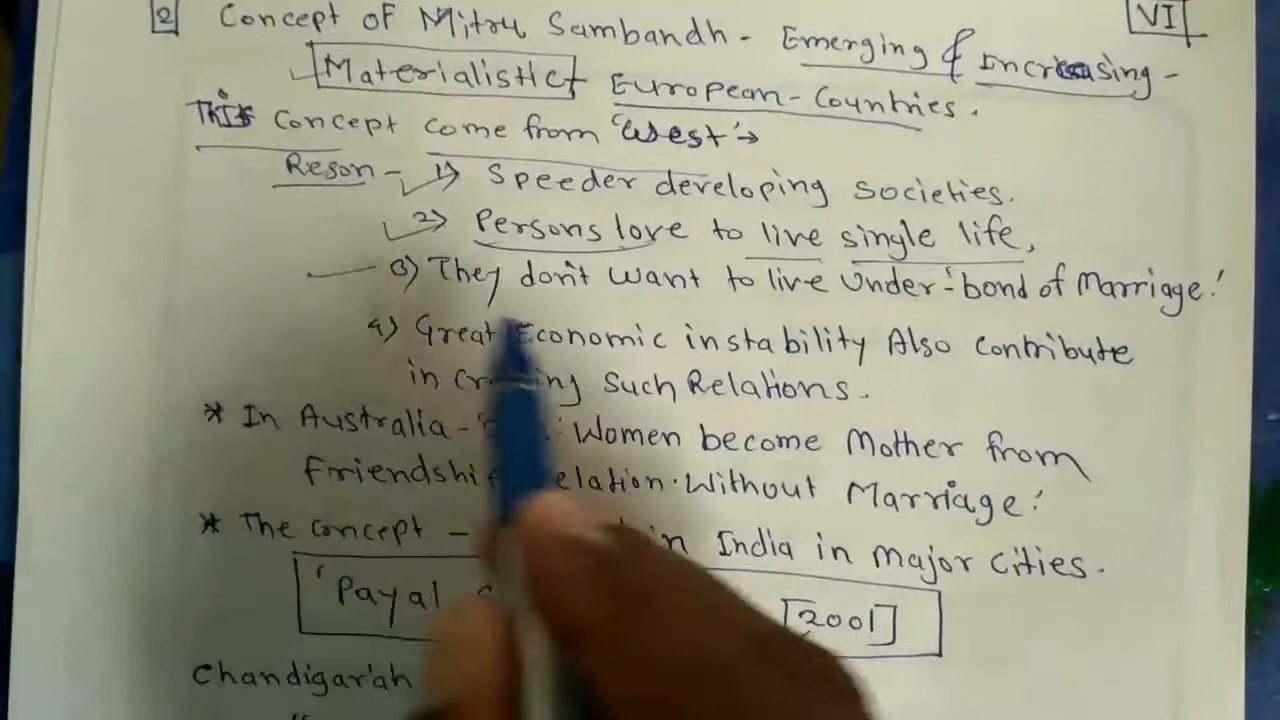 2 Concept of Mitru Sambandh - Emerging & Increasing - VI
Materialistic European - Countries.
This Concept come from 'West' →
Reson - 1) Speeder developing societies.
2) Persons love to live single life,
3) They don't want to live Under - 'bond of Marriage!
4) Great Economic instability Also Contribute
in Such Relations.
* In Australia - Women become Mother from
Without Marriage!
* The Concept - in India in Major Cities.
'Payal [2001]
Chandigarah